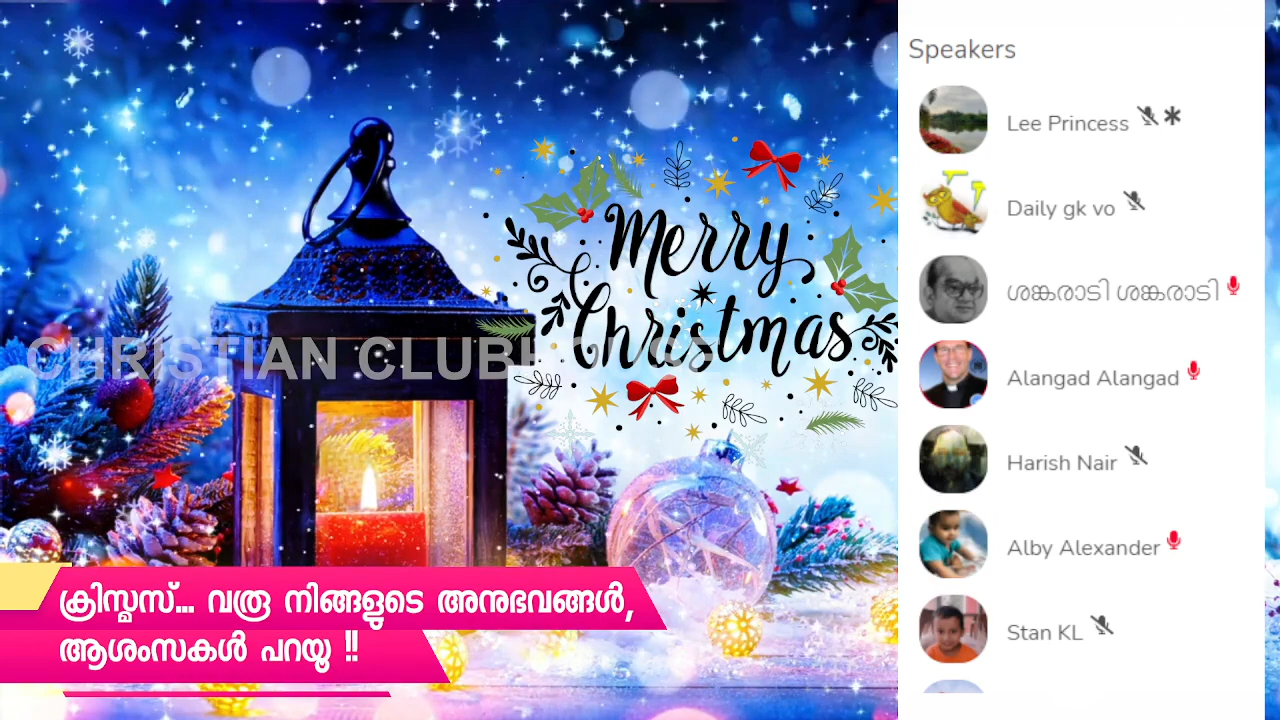 Merry
Christmas
CHRISTIAN CLUBHOUSE
ക്രിസ്മസ്... വരൂ നിങ്ങളുടെ അനുഭവങ്ങൾ,
ആശംസകൾ പറയൂ !!
Speakers
Lee Princess
Daily gk vo
ശങ്കരാടി ശങ്കരാടി
Alangad Alangad
Harish Nair
Alby Alexander
Stan KL